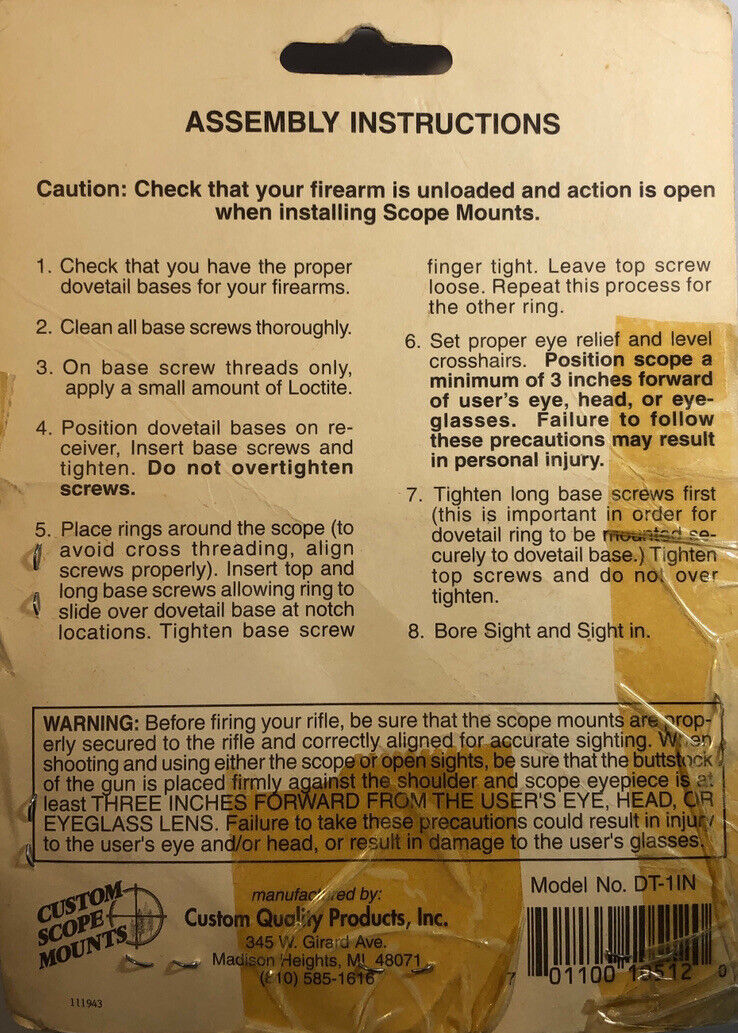 ASSEMBLY INSTRUCTIONS
Caution: Check that your firearm is unloaded and action is open
when installing Scope Mounts.
1. Check that you have the proper
dovetail bases for your firearms.
2. Clean all base screws thoroughly.
3. On base screw threads only,
apply a small amount of Loctite.
4. Position dovetail bases on re-
ceiver, Insert base screws and
tighten. Do not overtighten
screws.
5. Place rings around the scope (to
avoid cross threading, align
screws properly). Insert top and
long base screws allowing ring to
slide over dovetail base at notch
locations. Tighten base screw
finger tight. Leave top screw
loose. Repeat this process for
the other ring.
6. Set proper eye relief and level
crosshairs. Position scope a
minimum of 3 inches forward
of user's eye, head, or eye-
glasses. Failure to follow
these precautions may result
in personal injury.
7. Tighten long base screws first
(this is important in order for
dovetail ring to be mounted se-
curely to dovetail base.) Tighten
top screws and do not over
tighten.
8. Bore Sight and Sight in.
WARNING: Before firing your rifle, be sure that the scope mounts are prop-
erly secured to the rifle and correctly aligned for accurate sighting. When
shooting and using either the scope or open sights, be sure that the buttstock
of the gun is placed firmly against the shoulder and scope eyepiece is at
least THREE INCHES FORWARD FROM THE USER'S EYE, HEAD, OR
EYEGLASS LENS. Failure to take these precautions could result in injury
to the user's eye and/or head, or result in damage to the user's glasses.
CUSTOM
SCOPE
MOUNTS
manufactured by:
Custom Quality Products, Inc.
345 W. Girard Ave.
Madison Heights, MI 48071
(810) 585-1616
Model No. DT-1IN
7 01100 0
111943